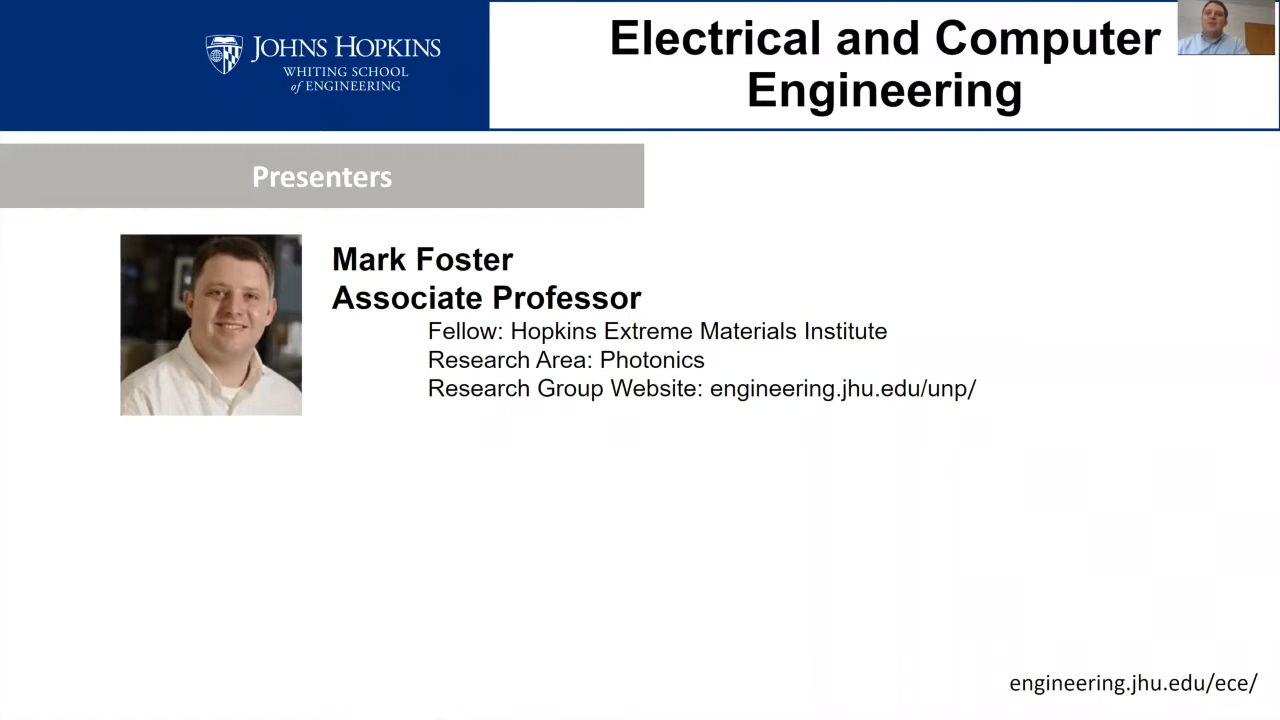 JOHNS HOPKINS
WHITING SCHOOL
of ENGINEERING
Electrical and Computer
Engineering
Presenters
Mark Foster
Associate Professor
Fellow: Hopkins Extreme Materials Institute
Research Area: Photonics
Research Group Website: engineering.jhu.edu/unp/
engineering.jhu.edu/ece/